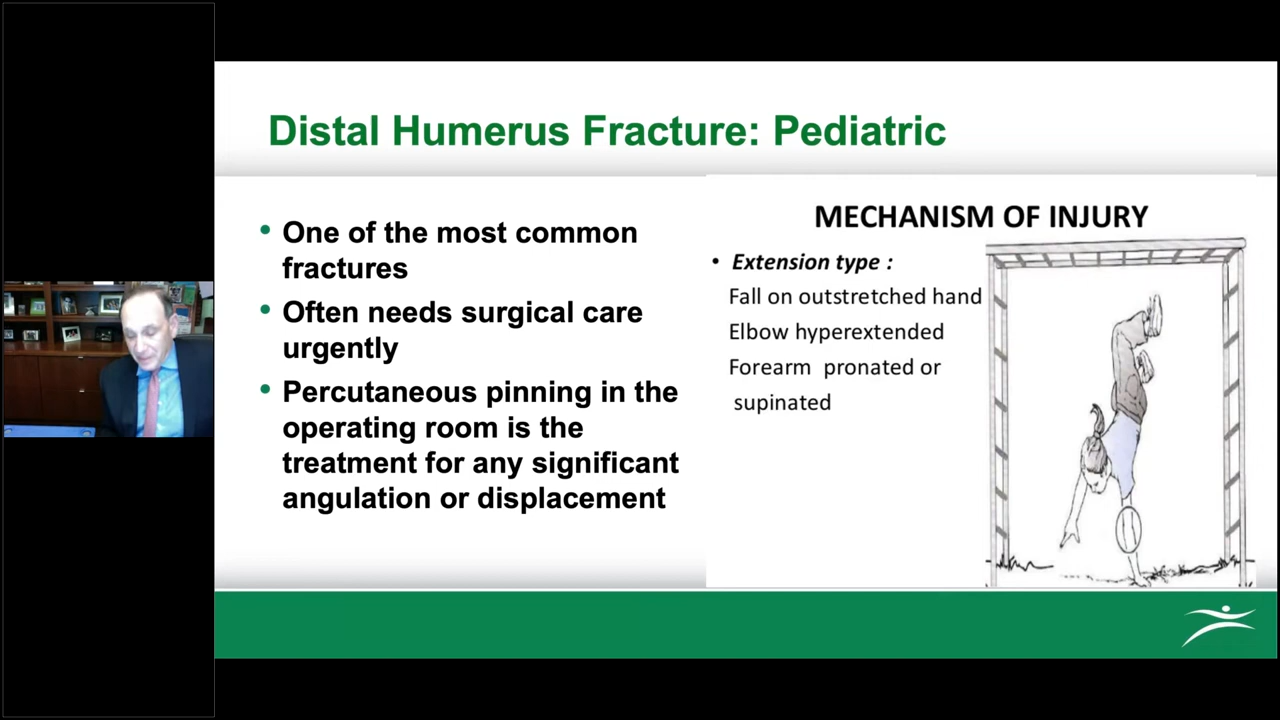 Distal Humerus Fracture: Pediatric
• One of the most common
fractures
• Often needs surgical care
urgently
• Percutaneous pinning in the
operating room is the
treatment for any significant
angulation or displacement
MECHANISM OF INJURY
• Extension type :
Fall on outstretched hand
Elbow hyperextended
Forearm pronated or
supinated